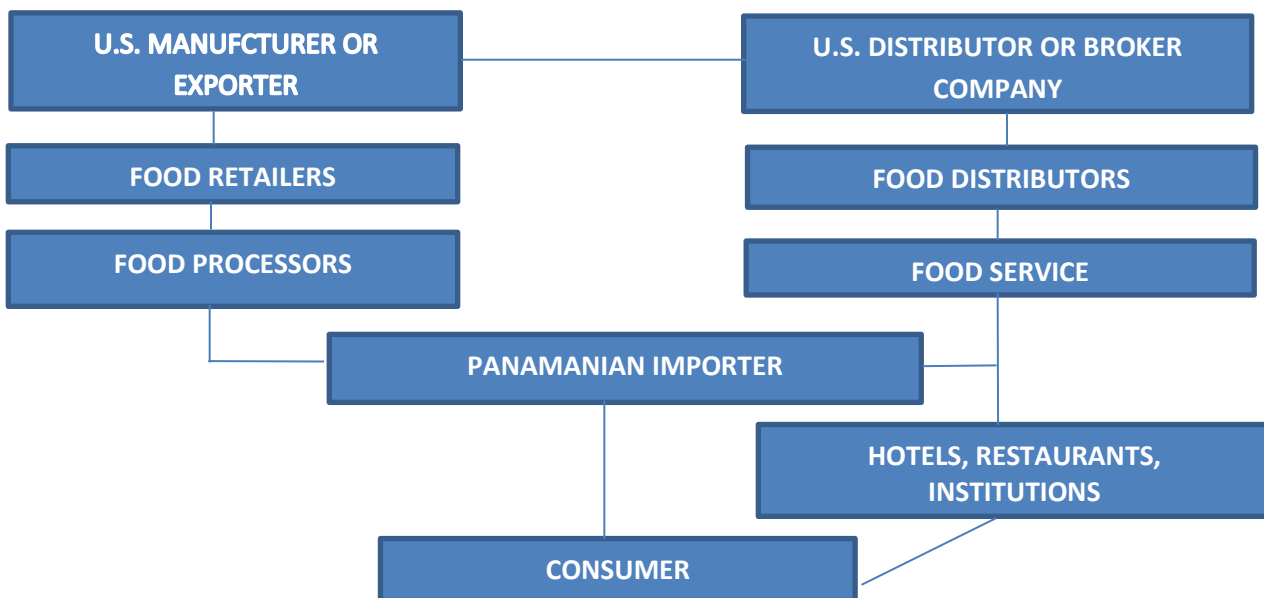 U.S. MANUFCTURER OR
EXPORTER
U.S. DISTRIBUTOR OR BROKER
COMPANY
FOOD RETAILERS
FOOD DISTRIBUTORS
FOOD PROCESSORS
FOOD SERVICE
PANAMANIAN IMPORTER
HOTELS, RESTAURANTS,
INSTITUTIONS
CONSUMER